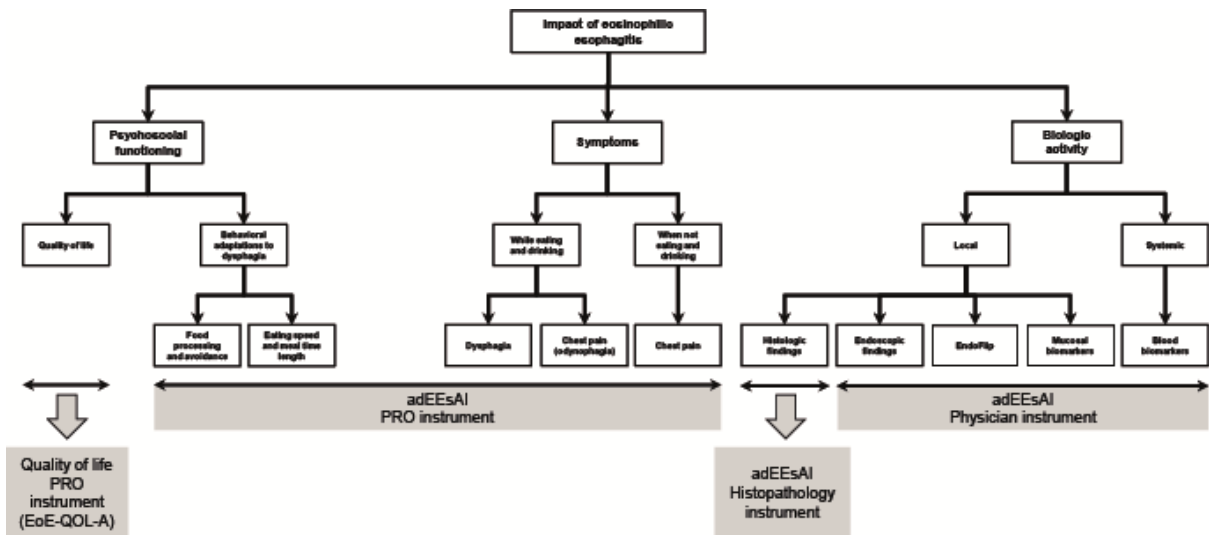 Impact of eosinophilic
esophagitis
Psychosocial
functioning
Symptoms
Biologic
activity
Quality of life
Behavioral
adaptations to
dysphagia
While eating
and drinking
When not
eating and
drinking
Local
Systemic
Food
processing
and avoidance
Eating speed
and meal time
length
Dysphagia
Chest pain
(odynophagia)
Chest pain
Histologic
findings
Endoscopic
findings
EndoFlip
Mucosal
biomarkers
Blood
biomarkers
adEEsAI
PRO instrument
adEEsAI
Physician instrument
Quality of life
PRO
instrument
(EoE-QOL-A)
adEEsAI
Histopathology
instrument